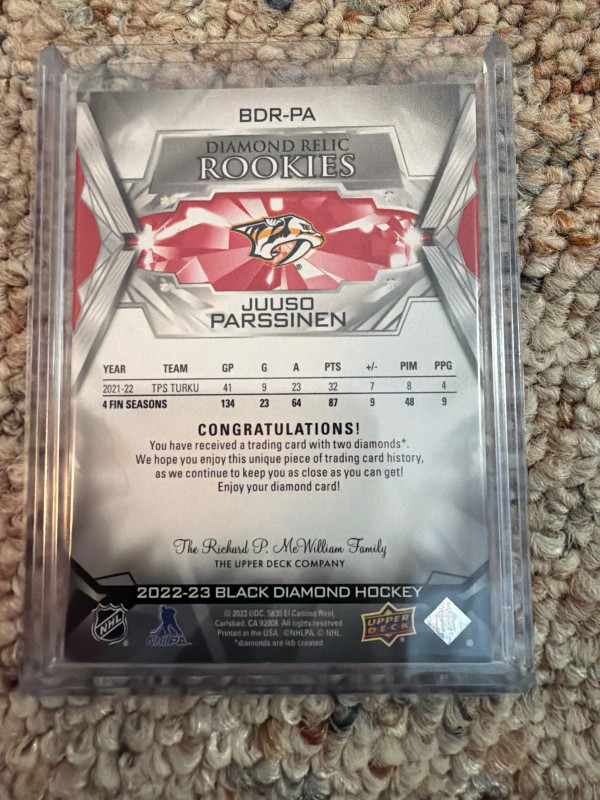 BDR-PA
DIAMOND RELIC
ROOKIES
JUUSO
PARSSINEN
YEAR TEAM GP G A PTS +/- PIM PPG
2021-22 TPS TURKU 41 9 23 32 7 8 4
4 FIN SEASONS 134 23 64 87 9 48 9
CONGRATULATIONS!
You have received a trading card with two diamonds*.
We hope you enjoy this unique piece of trading card history,
as we continue to keep you as close as you can get!
Enjoy your diamond card!
The Richard P. McWilliam Family
THE UPPER DECK COMPANY
2022-23 BLACK DIAMOND HOCKEY
© 2023 UDC. 5830 El Camino Real,
Carlsbad, CA 92008. All rights reserved
Printed in the USA. ©NHLPA. © NHL.
*diamonds are lab created
NHL
NHLPA
UPPER
DECK